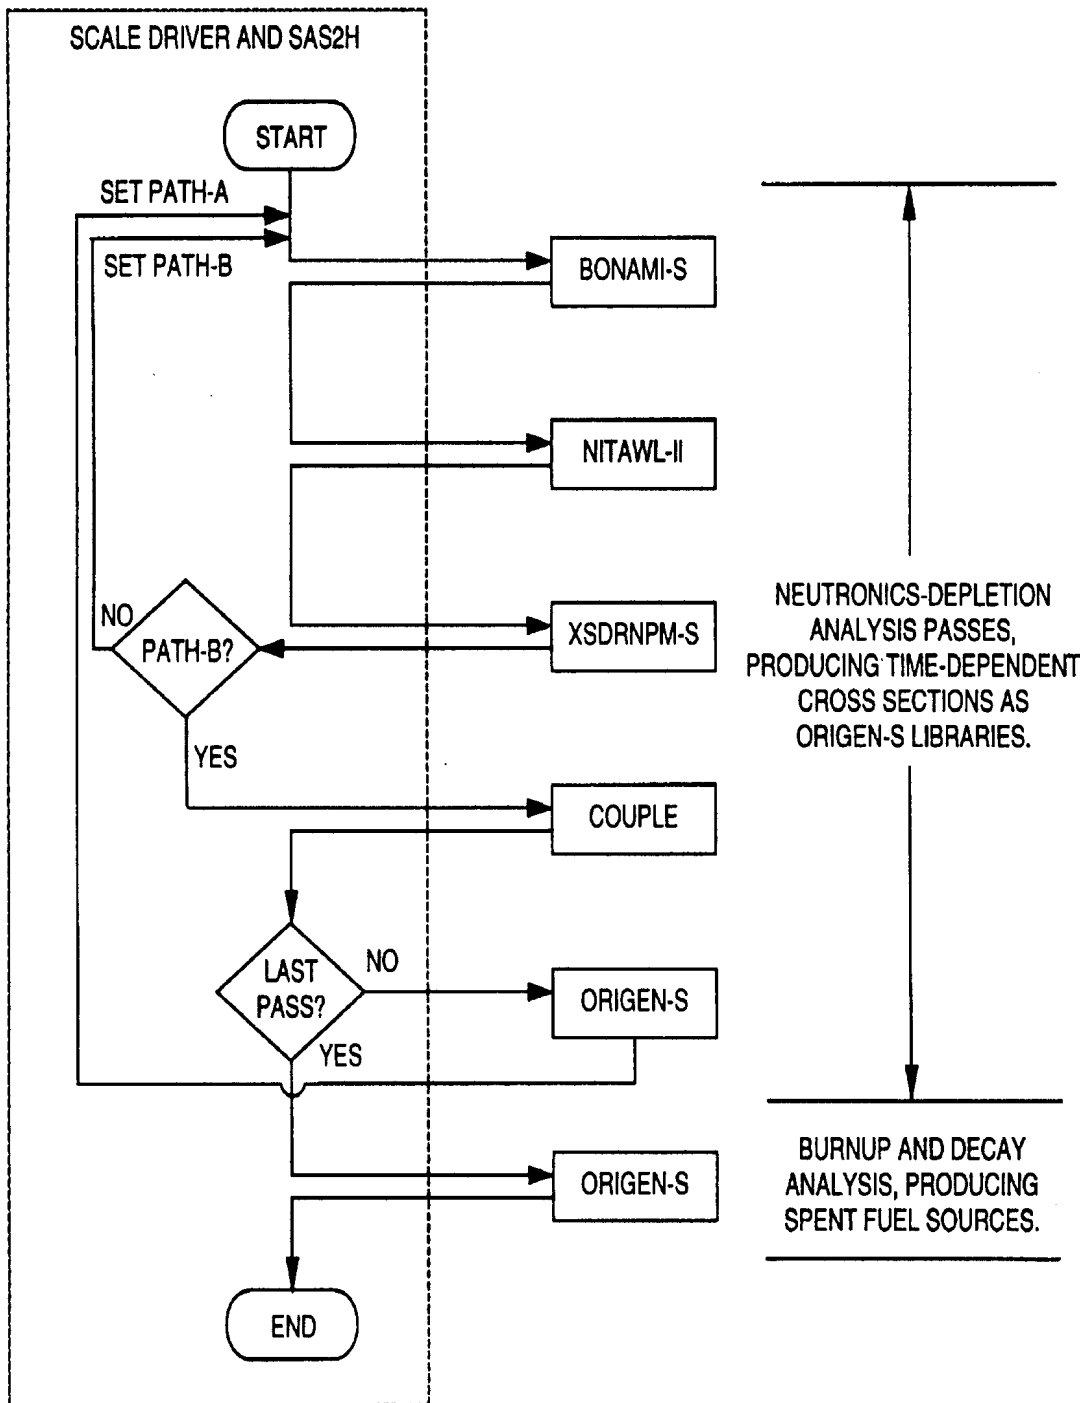 SCALE DRIVER AND SAS2H
START
SET PATH-A
SET PATH-B
BONAMI-S
NITAWL-II
NO
PATH-B?
XSDRNPM-S
YES
COUPLE
LAST
PASS?
NO
ORIGEN-S
YES
ORIGEN-S
END
NEUTRONICS-DEPLETION
ANALYSIS PASSES,
PRODUCING TIME-DEPENDENT
CROSS SECTIONS AS
ORIGEN-S LIBRARIES.
BURNUP AND DECAY
ANALYSIS, PRODUCING
SPENT FUEL SOURCES.